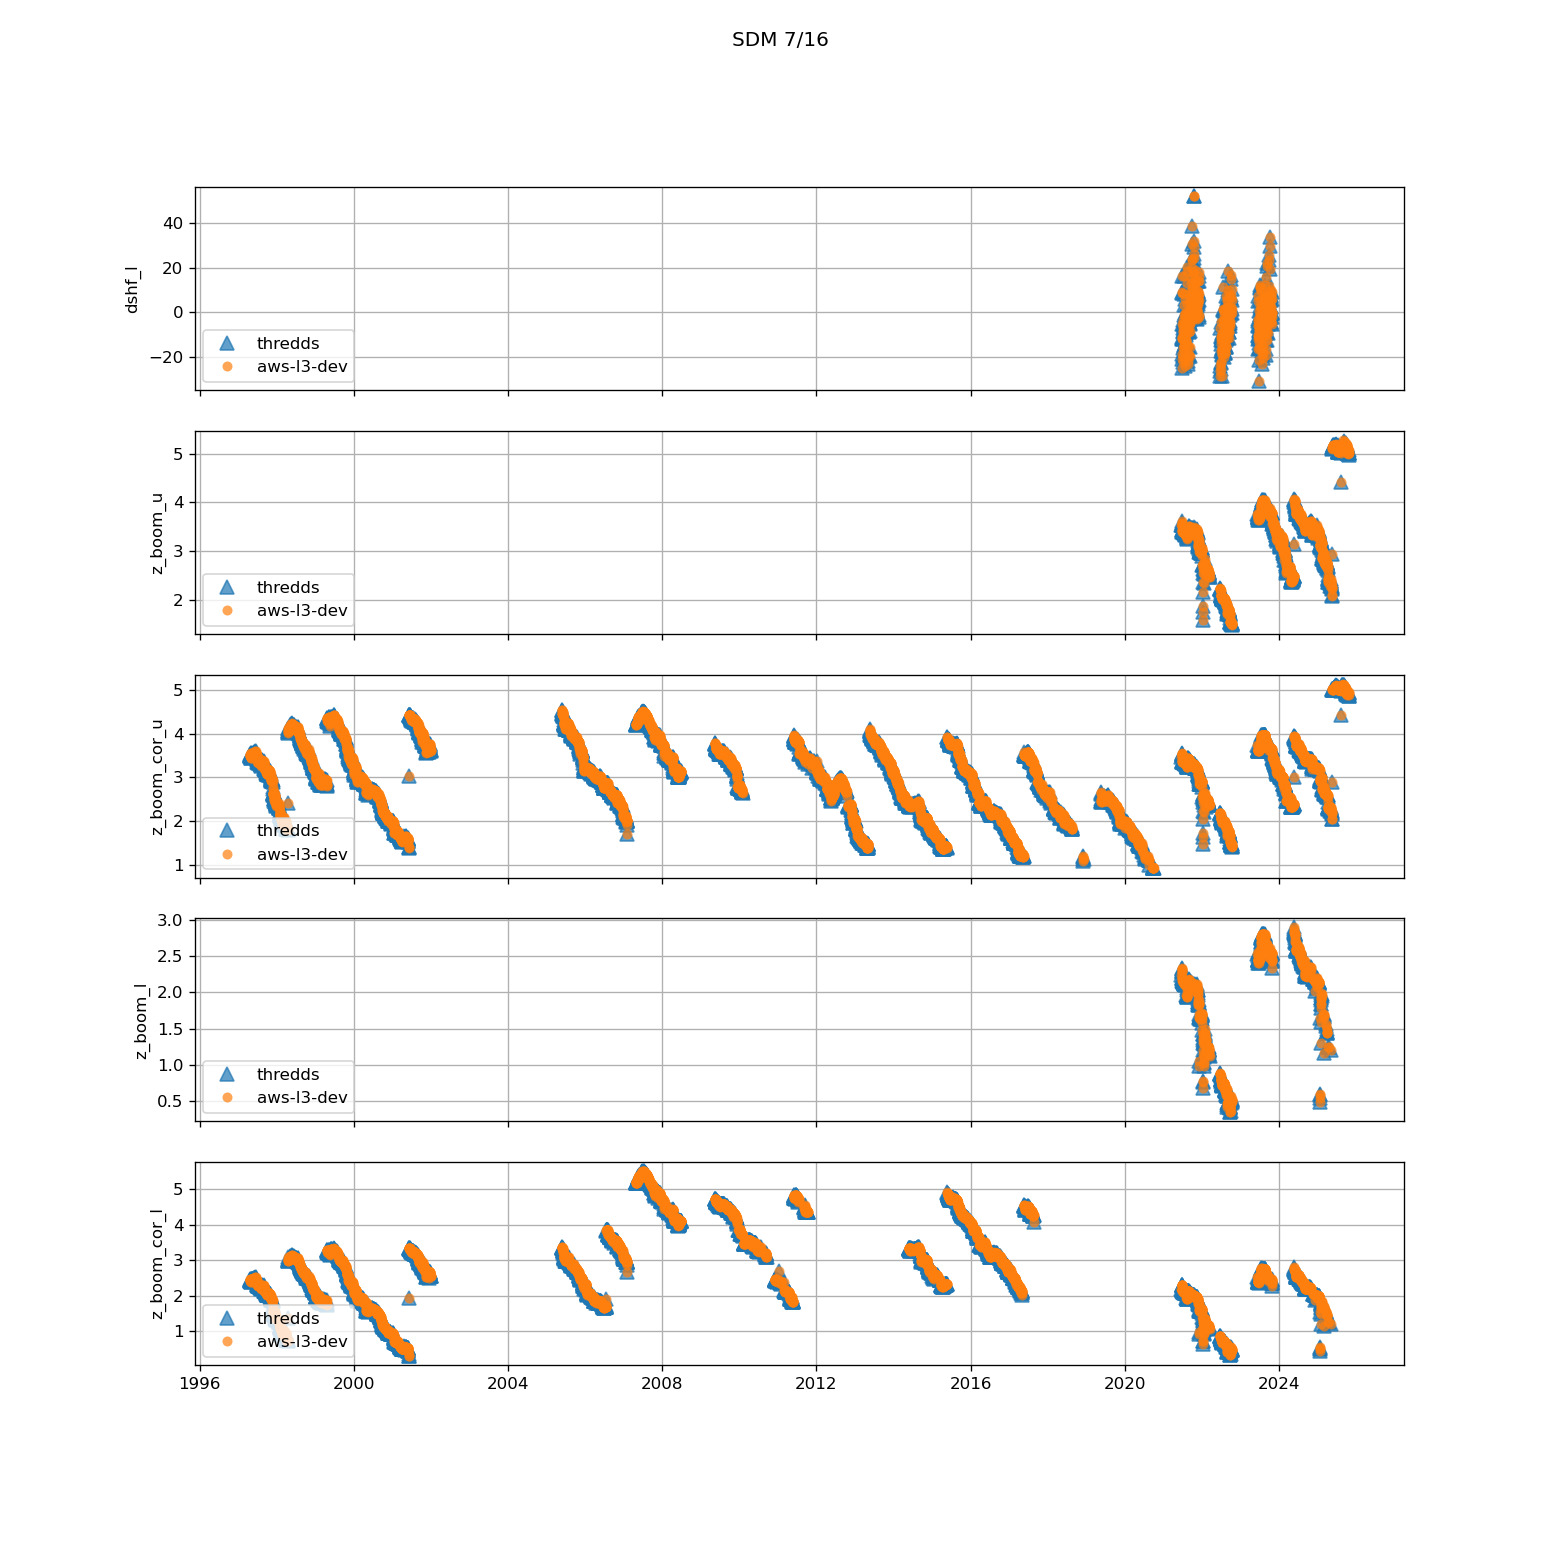 SDM 7/16
dshf_l
40
20
0
−20
thredds
aws-l3-dev
z_boom_u
5
4
3
2
thredds
aws-l3-dev
z_boom_cor_u
5
4
3
2
1
thredds
aws-l3-dev
z_boom_l
3.0
2.5
2.0
1.5
1.0
0.5
thredds
aws-l3-dev
z_boom_cor_l
5
4
3
2
1
thredds
aws-l3-dev
1996 2000 2004 2008 2012 2016 2020 2024